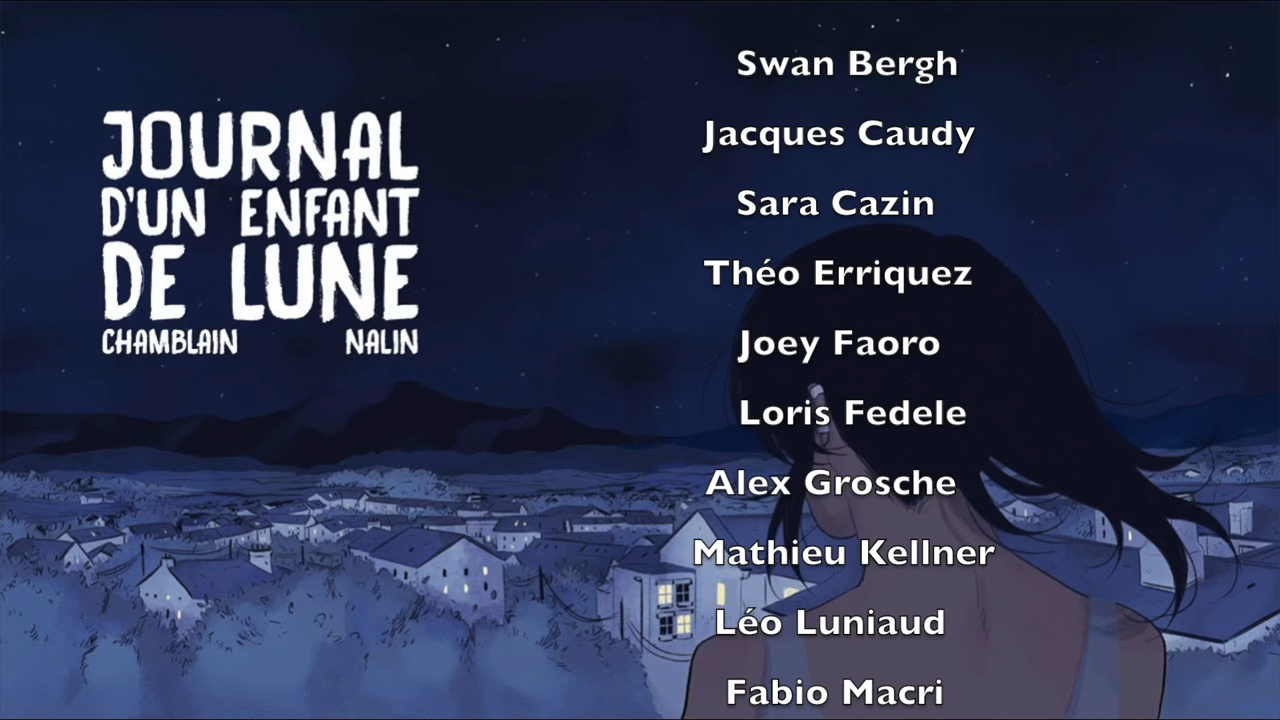 JOURNAL
D'UN ENFANT
DE LUNE
CHAMBLAIN NALIN
Swan Bergh
Jacques Caudy
Sara Cazin
Théo Erriquez
Joey Faoro
Loris Fedele
Alex Grosche
Mathieu Kellner
Léo Luniaud
Fabio Macri